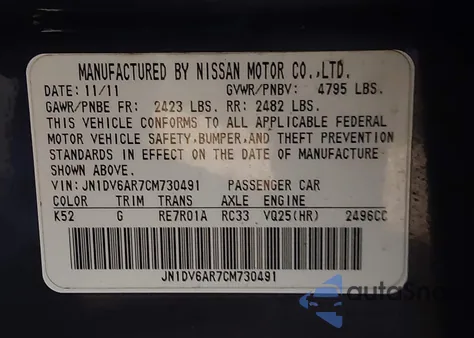 MANUFACTURED BY NISSAN MOTOR CO.,LTD.
DATE: 11/11 GVWR/PNBV: 4795 LBS.
GAWR/PNBE FR: 2423 LBS. RR: 2482 LBS.
THIS VEHICLE CONFORMS TO ALL APPLICABLE FEDERAL
MOTOR VEHICLE SAFETY,BUMPER,AND THEFT PREVENTION
STANDARDS IN EFFECT ON THE DATE OF MANUFACTURE
SHOWN ABOVE.
VIN: JN1DV6AR7CM730491 PASSENGER CAR
COLOR TRIM TRANS AXLE ENGINE
K52 G RE7R01A RC33 VQ25(HR) 2496CC
JN1DV6AR7CM730491